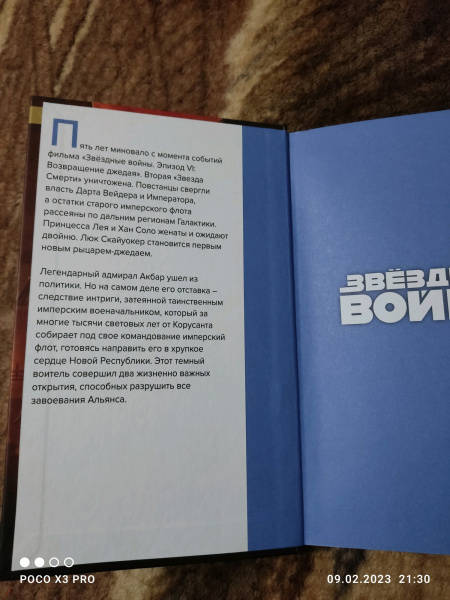 Пять лет миновало с момента событий
фильма «Звёздные войны. Эпизод VI:
Возвращение джедая». Вторая «Звезда
Смерти» уничтожена. Повстанцы свергли
власть Дарта Вейдера и Императора,
а остатки старого имперского флота
рассеяны по дальним регионам Галактики.
Принцесса Лея и Хан Соло женаты и ожидают
двойню. Люк Скайуокер становится первым
новым рыцарем-джедаем.
Легендарный адмирал Акбар ушел из
политики. Но на самом деле его отставка –
следствие интриги, затеянной таинственным
имперским военачальником, который за
многие тысячи световых лет от Корусанта
собирает под свое командование имперский
флот, готовясь направить его в хрупкое
сердце Новой Республики. Этот темный
воитель совершил два жизненно важных
открытия, способных разрушить все
завоевания Альянса.
ЗВЁЗД
ВОЙ
POCO X3 PRO
09.02.2023 21:30